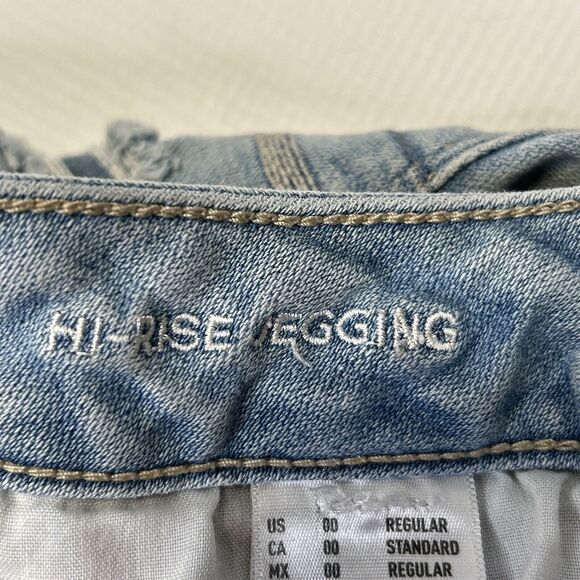 HI-RISE JEGGING
US 00 REGULAR
CA 00 STANDARD
MX 00 REGULAR